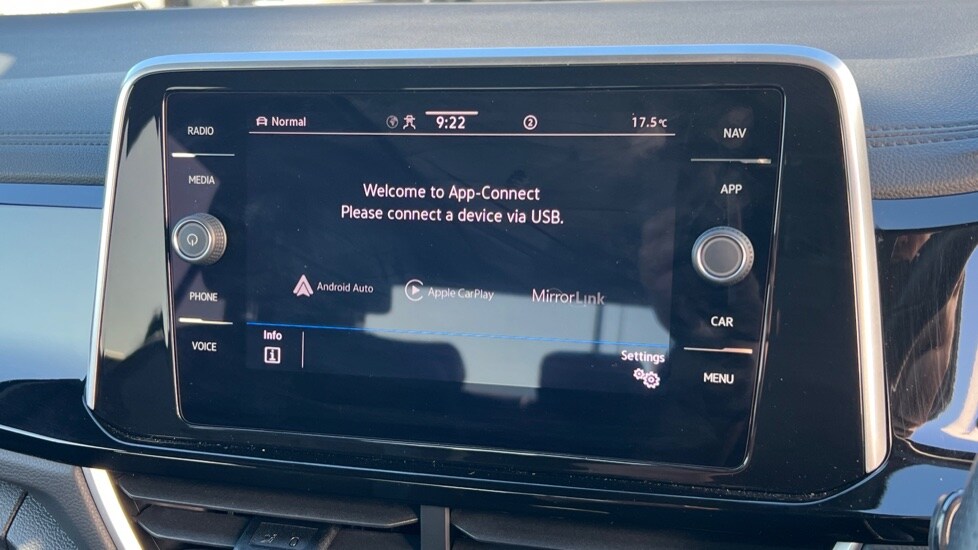 RADIO
MEDIA
PHONE
VOICE
Normal 9:22 2 17.5°C
Welcome to App-Connect
Please connect a device via USB.
Android Auto Apple CarPlay MirrorLink
Info
Settings
NAV
APP
CAR
MENU